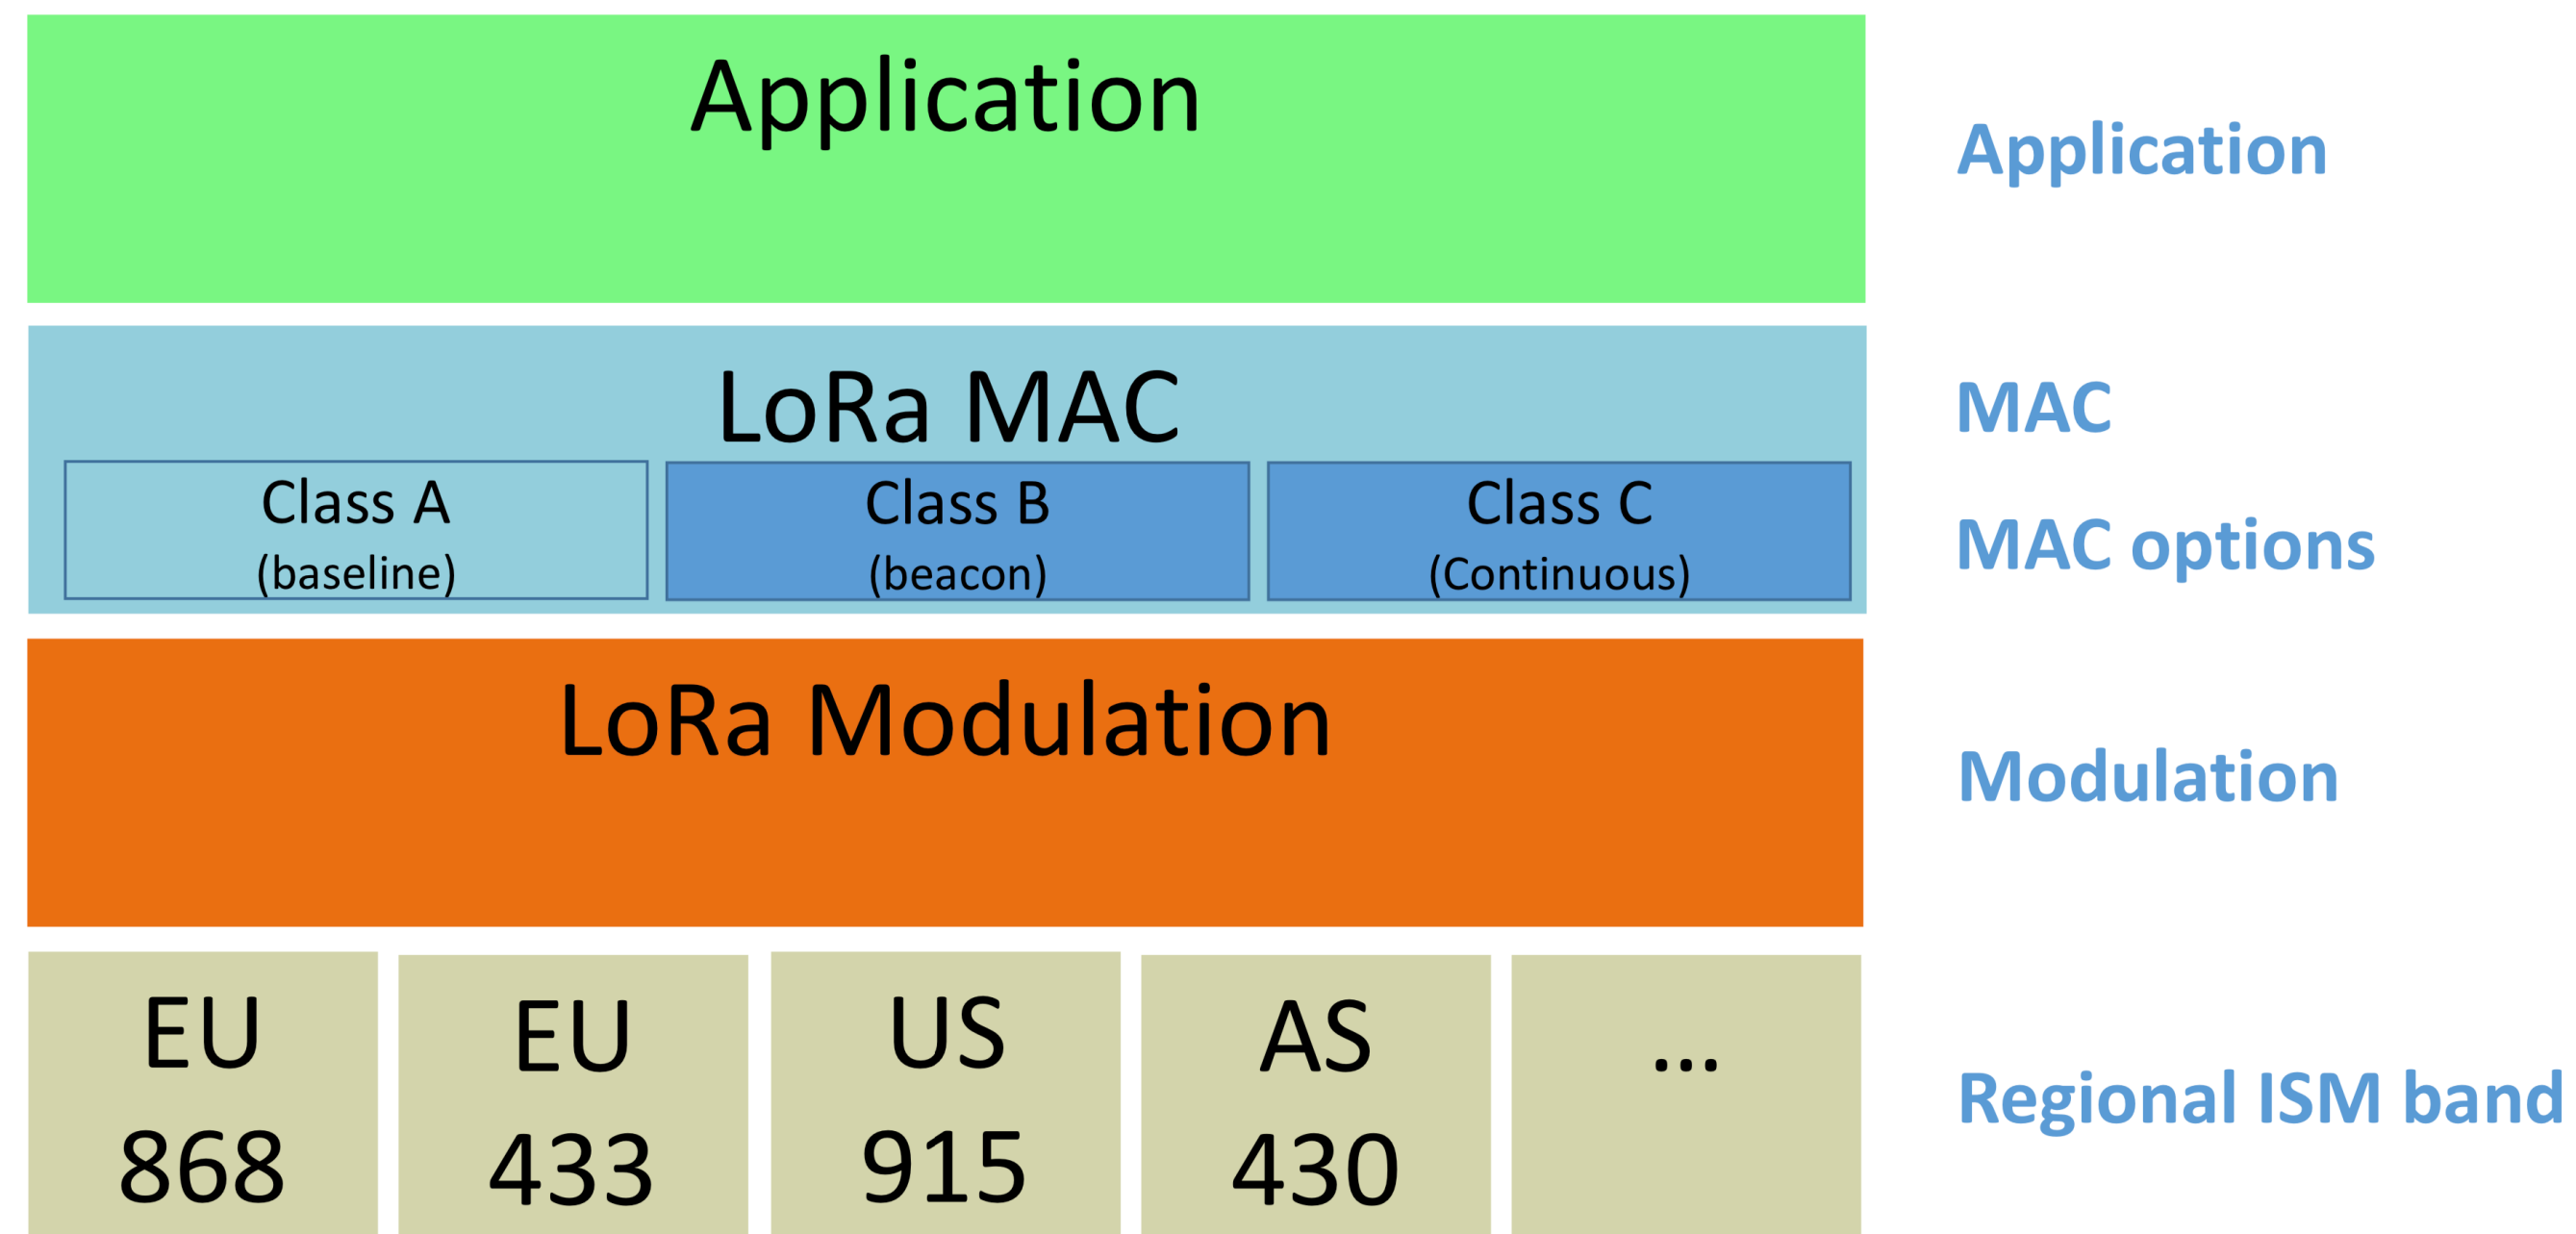 Application
Application
LoRa MAC
MAC
Class A
(baseline)
Class B
(beacon)
Class C
(Continuous)
MAC options
LoRa Modulation
Modulation
EU
868
EU
433
US
915
AS
430
...
Regional ISM band